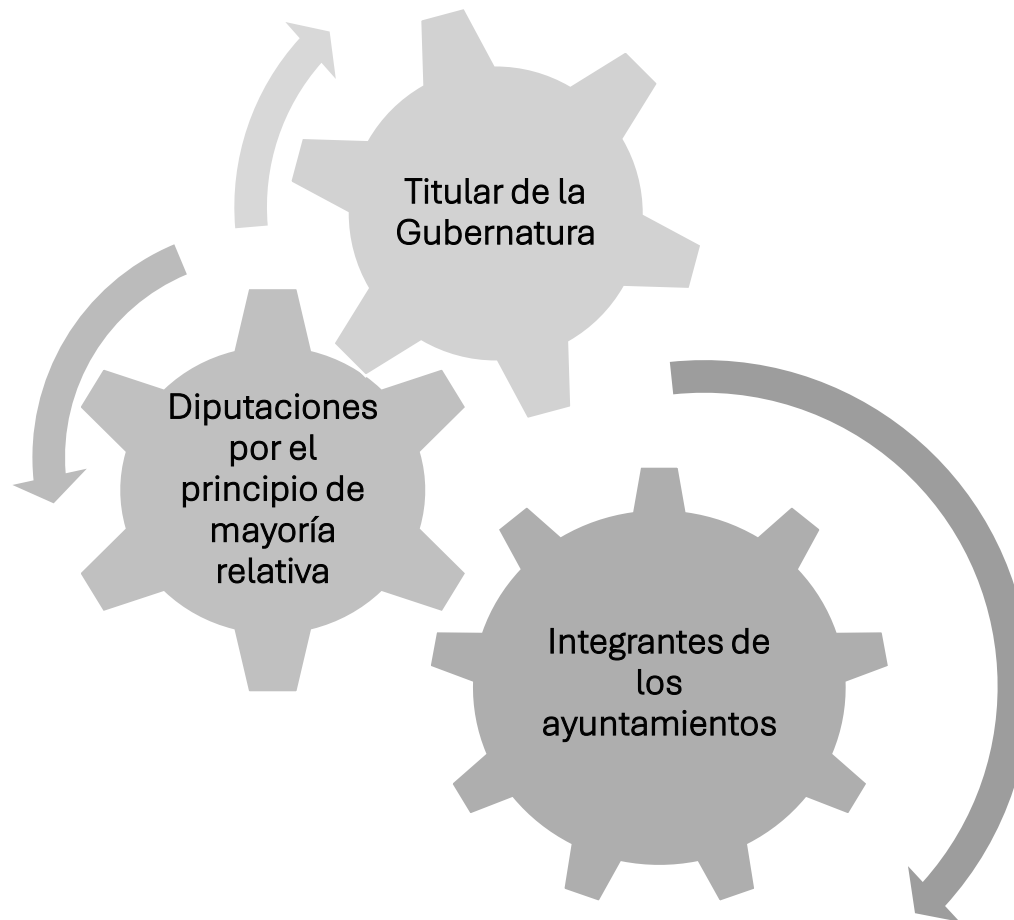 Titular de la
Gubernatura
Diputaciones
por el
principio de
mayoría
relativa
Integrantes de
los
ayuntamientos